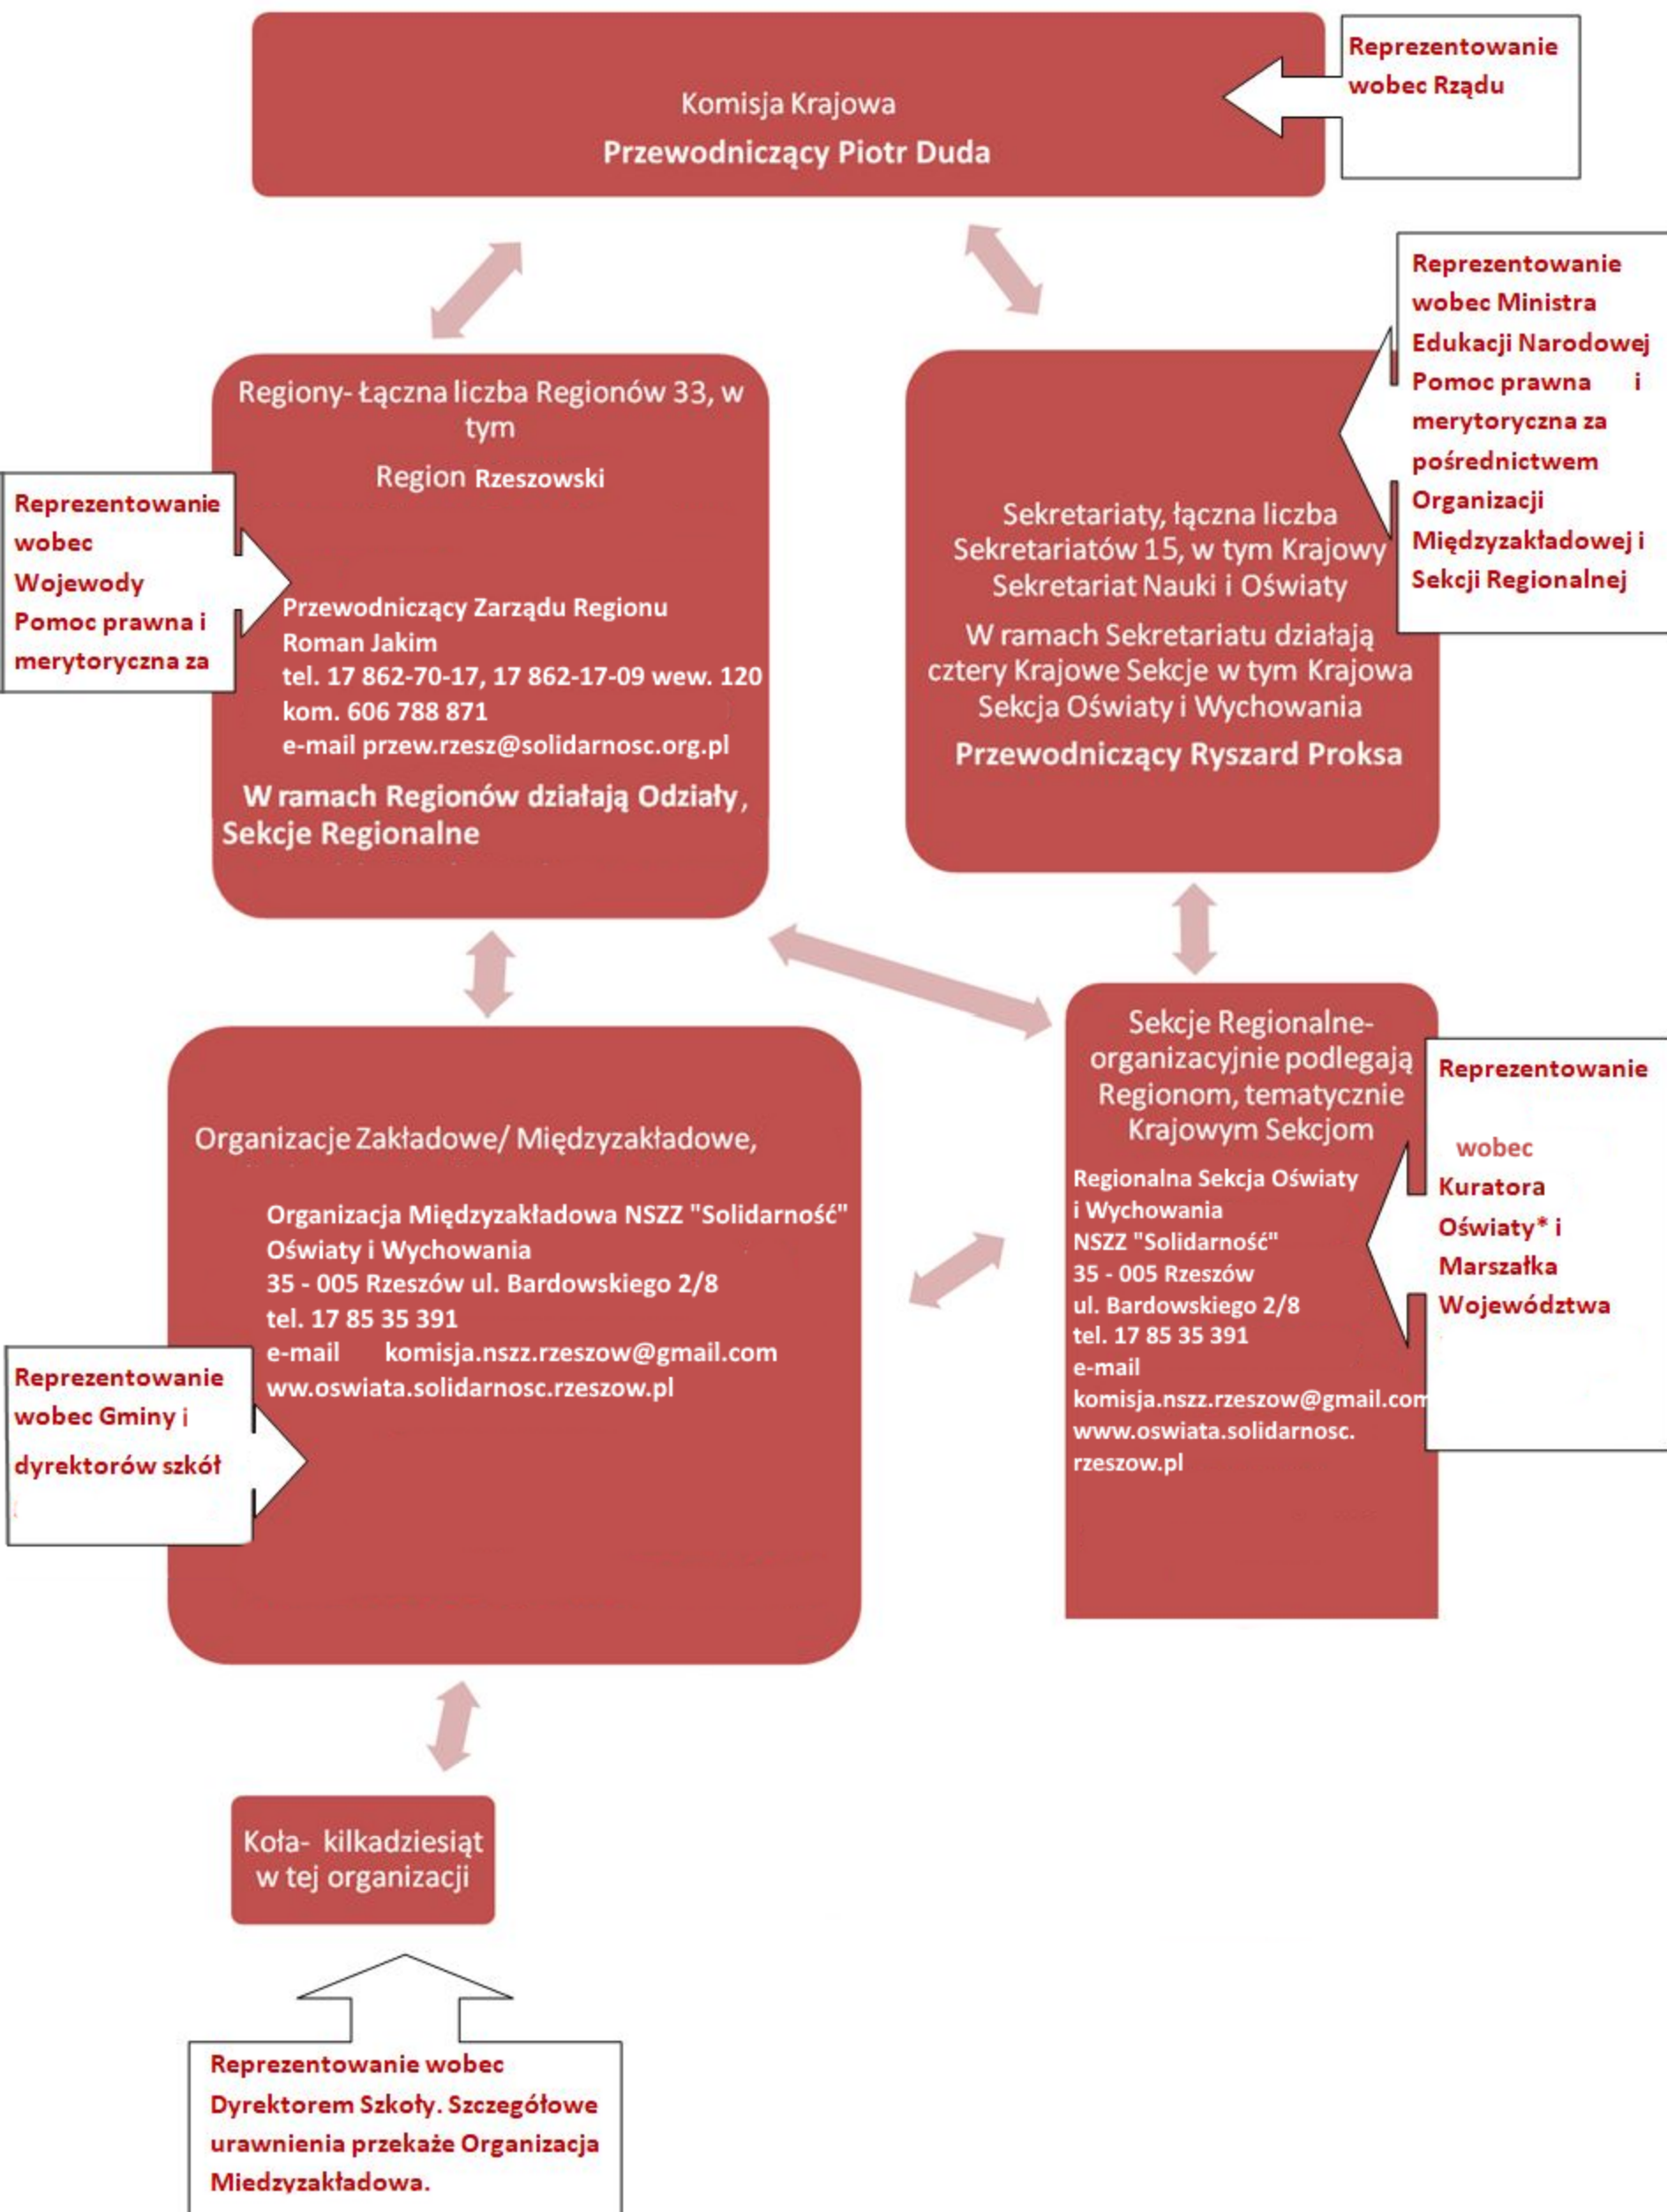 Komisja Krajowa
Przewodniczący Piotr Duda
Reprezentowanie
wobec Rządu
Regiony- Łączna liczba Regionów 33, w
tym
Region Rzeszowski
Przewodniczący Zarządu Regionu
Roman Jakim
tel. 17 862-70-17, 17 862-17-09 wew. 120
kom. 606 788 871
e-mail przew.rzesz@solidarnosc.org.pl
W ramach Regionów działają Odziały,
Sekcje Regionalne
Reprezentowanie
wobec
Wojewody
Pomoc prawna i
merytoryczna za
Sekretariaty, łączna liczba
Sekretariatów 15, w tym Krajowy
Sekretariat Nauki i Oświaty
W ramach Sekretariatu działają
cztery Krajowe Sekcje w tym Krajowa
Sekcja Oświaty i Wychowania
Przewodniczący Ryszard Proksa
Reprezentowanie
wobec Ministra
Edukacji Narodowej
Pomoc prawna i
merytoryczna za
pośrednictwem
Organizacji
Międzyzakładowej i
Sekcji Regionalnej
Organizacje Zakładowe/ Międzyzakładowe,
Organizacja Międzyzakładowa NSZZ "Solidarność"
Oświaty i Wychowania
35 - 005 Rzeszów ul. Bardowskiego 2/8
tel. 17 85 35 391
e-mail komisja.nszz.rzeszow@gmail.com
ww.oswiata.solidarnosc.rzeszow.pl
Reprezentowanie
wobec Gminy i
dyrektorów szkół
Sekcje Regionalne-
organizacyjnie podlegają
Regionom, tematycznie
Krajowym Sekcjom
Regionalna Sekcja Oświaty
i Wychowania
NSZZ "Solidarność"
35 - 005 Rzeszów
ul. Bardowskiego 2/8
tel. 17 85 35 391
e-mail
komisja.nszz.rzeszow@gmail.com
www.oswiata.solidarnosc.
rzeszow.pl
Reprezentowanie
wobec
Kuratora
Oświaty* i
Marszałka
Województwa
Koła- kilkadziesiąt
w tej organizacji
Reprezentowanie wobec
Dyrektorem Szkoły. Szczegółowe
urawnienia przekaże Organizacja
Miedzyzakładowa.